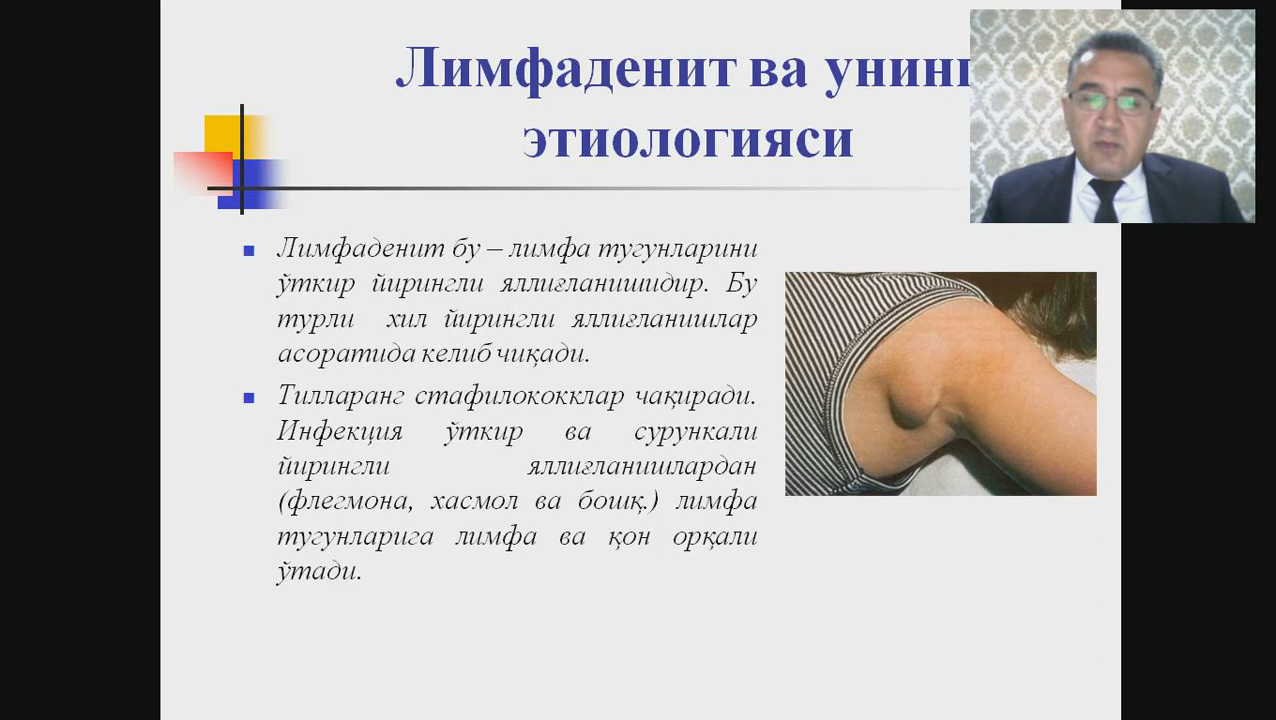 Лимфаденит ва унинг
этиологияси
Лимфаденит бу – лимфа тугунларини
ўткир йирингли яллиғланишидир. Бу
турли хил йирингли яллиғланишлар
асоратида келиб чиқади.
Тилларанг стафилококклар чақиради.
Инфекция ўткир ва сурункали
йирингли яллиғланишлардан
(флегмона, хасмол ва бошқ.) лимфа
тугунларига лимфа ва қон орқали
ўтади.